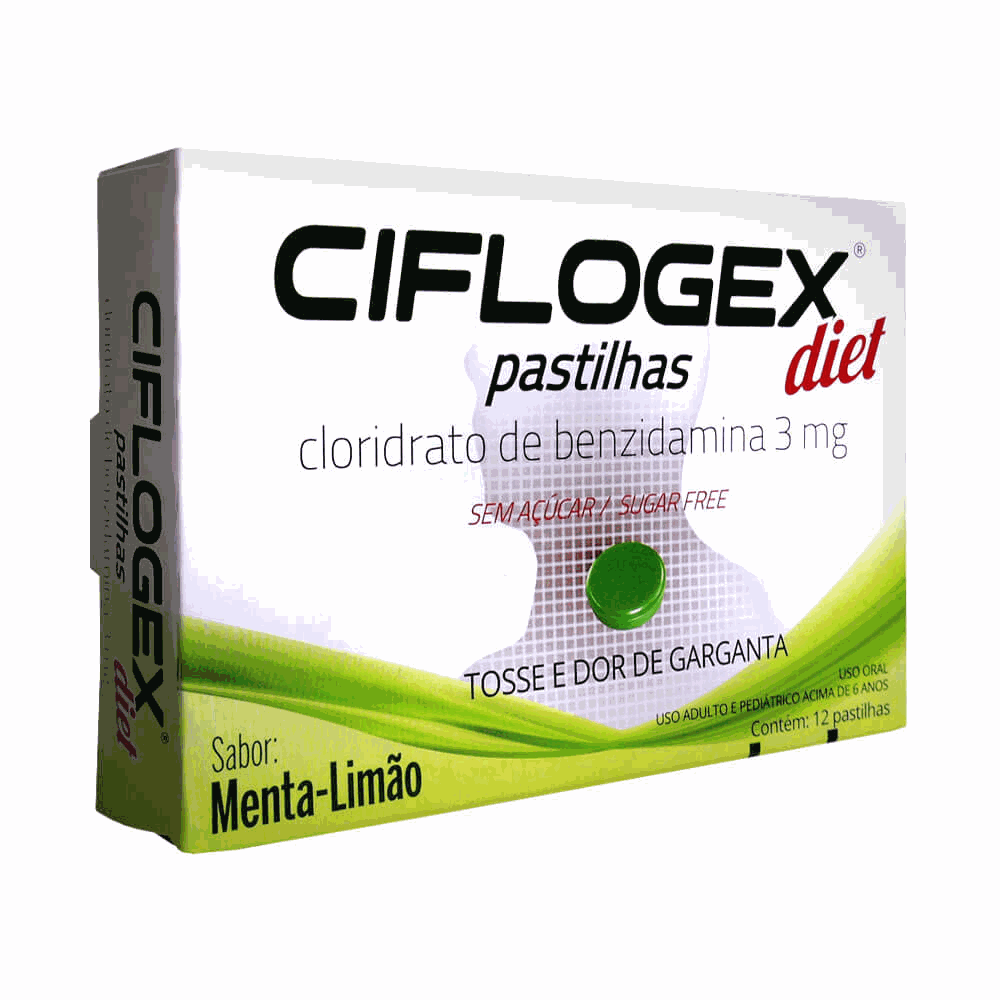 CIFLOGEX®
diet
pastilhas
cloridrato de benzidamina 3 mg
SEM AÇÚCAR / SUGAR FREE
TOSSE E DOR DE GARGANTA
USO ORAL
USO ADULTO E PEDIÁTRICO ACIMA DE 6 ANOS
Contém: 12 pastilhas
Sabor:
Menta-Limão
CIFLOGEX®
diet
pastilhas